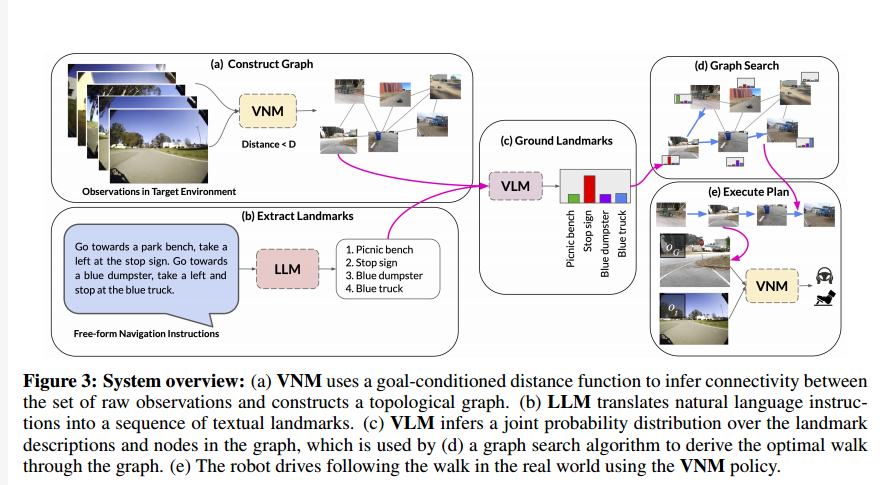 (a) Construct Graph
VNM
Distance < D
Observations in Target Environment
(b) Extract Landmarks
Go towards a park bench, take a
left at the stop sign. Go towards
a blue dumpster, take a left and
stop at the blue truck.
Free-form Navigation Instructions
LLM
1. Picnic bench
2. Stop sign
3. Blue dumpster
4. Blue truck
(c) Ground Landmarks
VLM
Picnic bench
Stop sign
Blue dumpster
Blue truck
(d) Graph Search
(e) Execute Plan
VNM
Figure 3: System overview: (a) VNM uses a goal-conditioned distance function to infer connectivity between
the set of raw observations and constructs a topological graph. (b) LLM translates natural language instruc-
tions into a sequence of textual landmarks. (c) VLM infers a joint probability distribution over the landmark
descriptions and nodes in the graph, which is used by (d) a graph search algorithm to derive the optimal walk
through the graph. (e) The robot drives following the walk in the real world using the VNM policy.